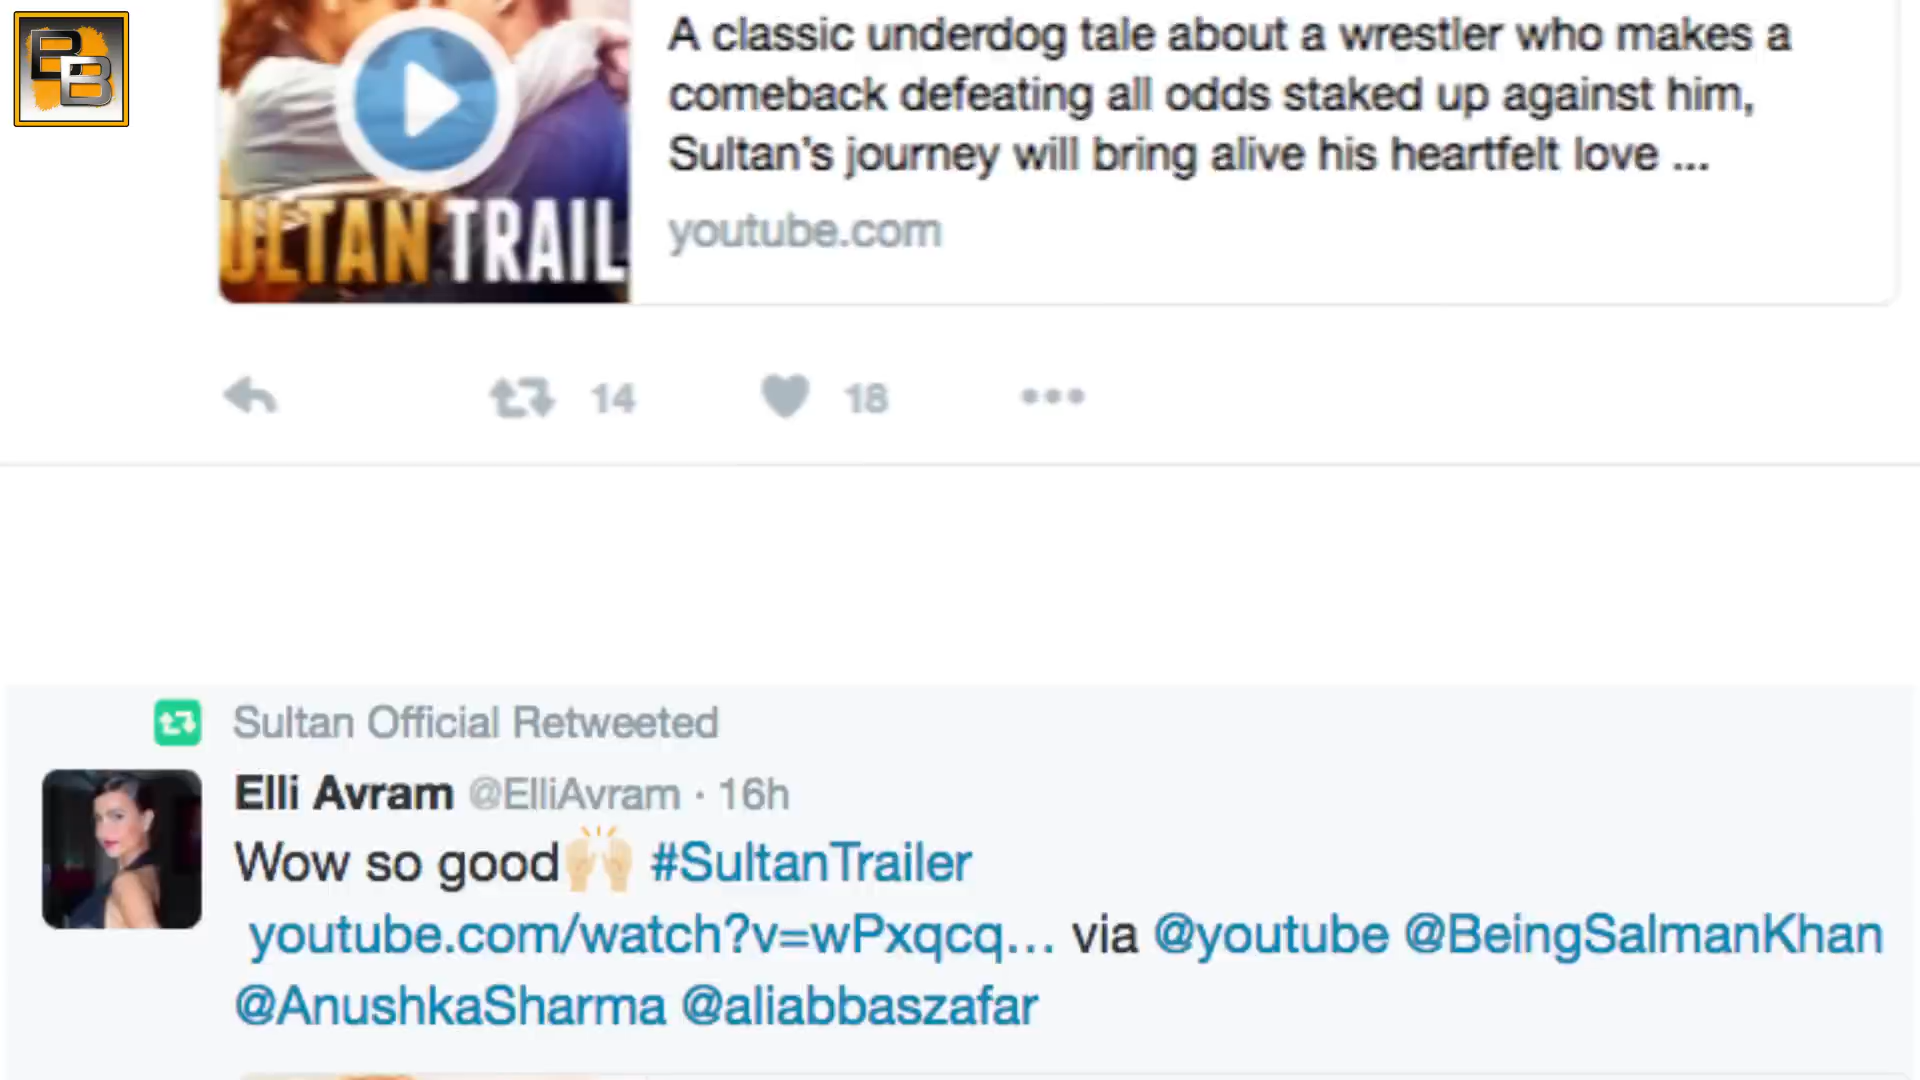 BB
A classic underdog tale about a wrestler who makes a
comeback defeating all odds staked up against him,
Sultan's journey will bring alive his heartfelt love ...
youtube.com
ULTAN TRAIL
14
18
Sultan Official Retweeted
Elli Avram @ElliAvram · 16h
Wow so good🙌🏼 #SultanTrailer
youtube.com/watch?v=wPxqcq... via @youtube @BeingSalmanKhan
@AnushkaSharma @aliabbaszafar